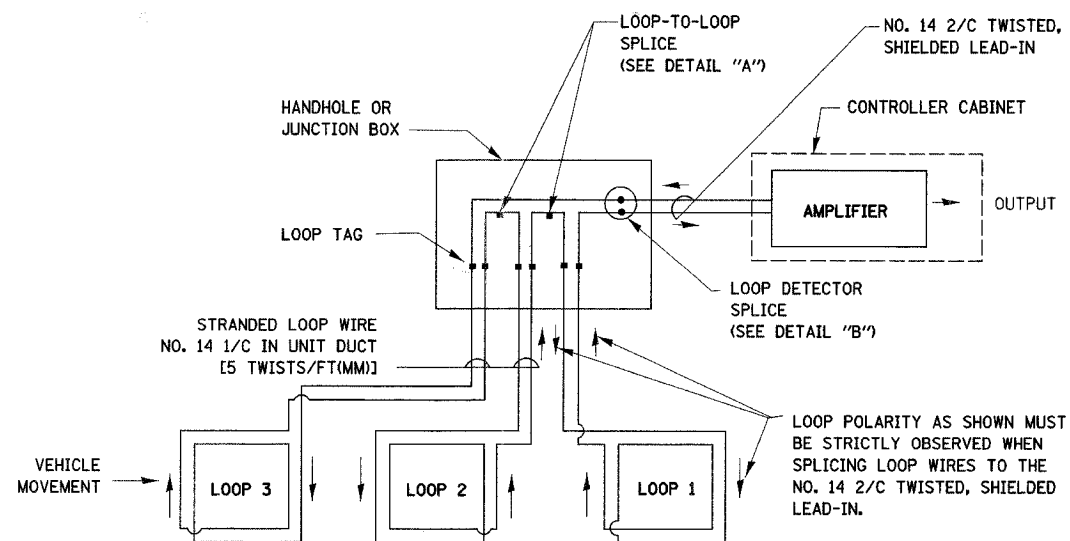 LOOP-TO-LOOP
SPLICE
(SEE DETAIL "A")
NO. 14 2/C TWISTED,
SHIELDED LEAD-IN
HANDHOLE OR
JUNCTION BOX
CONTROLLER CABINET
AMPLIFIER
OUTPUT
LOOP TAG
LOOP DETECTOR
SPLICE
(SEE DETAIL "B")
STRANDED LOOP WIRE
NO. 14 1/C IN UNIT DUCT
[5 TWISTS/FT(MM)]
LOOP POLARITY AS SHOWN MUST
BE STRICTLY OBSERVED WHEN
SPLICING LOOP WIRES TO THE
NO. 14 2/C TWISTED, SHIELDED
LEAD-IN.
VEHICLE
MOVEMENT
LOOP 3
LOOP 2
LOOP 1